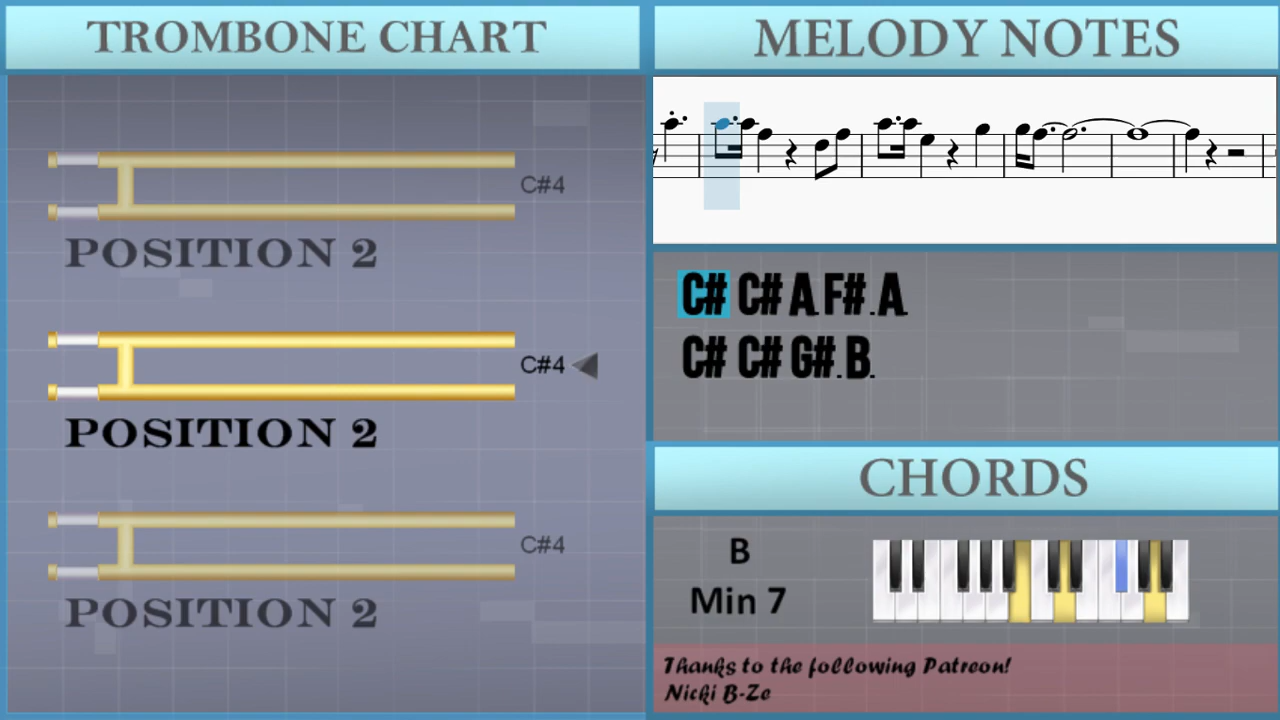 TROMBONE CHART
C#4
POSITION 2
C#4
POSITION 2
C#4
POSITION 2
MELODY NOTES
C# C# A F#. A.
C# C# G#. B.
CHORDS
B
Min 7
Thanks to the following Patreon!
Nicki B-Ze